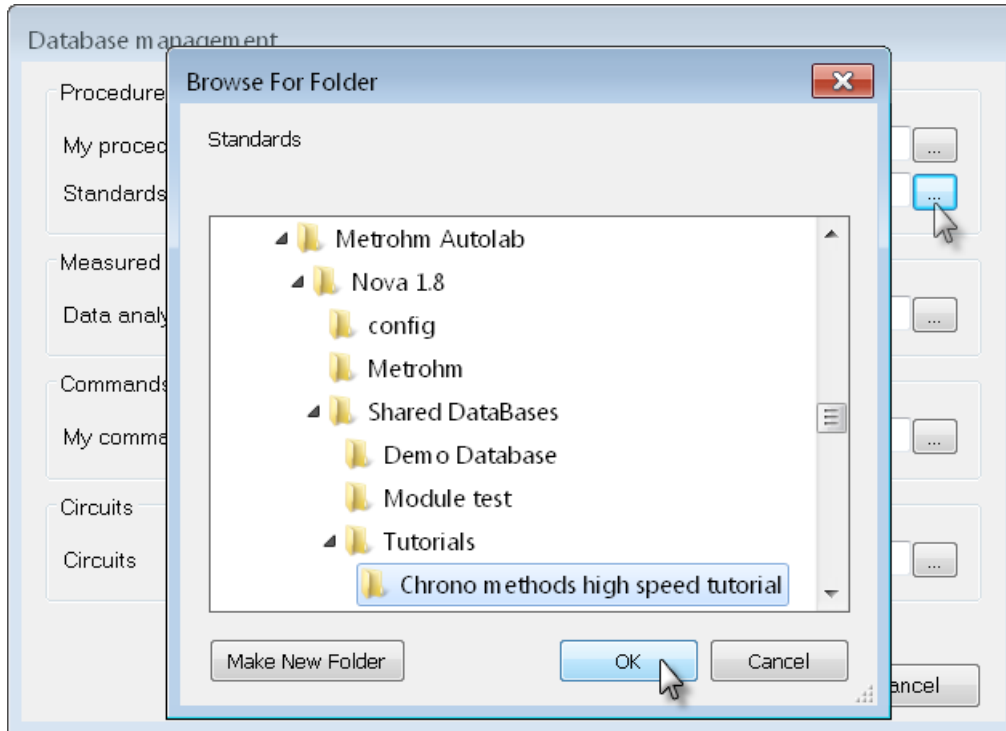 Database management
Browse For Folder
Procedure
Standards
My proced
...
Standards
...
Metrohm Autolab
Measured
Nova 1.8
Data analy
config
...
Metrohm
Commands
Shared DataBases
My comma
Demo Database
...
Module test
Circuits
Tutorials
Circuits
Chrono methods high speed tutorial
...
Make New Folder
OK
Cancel
ancel